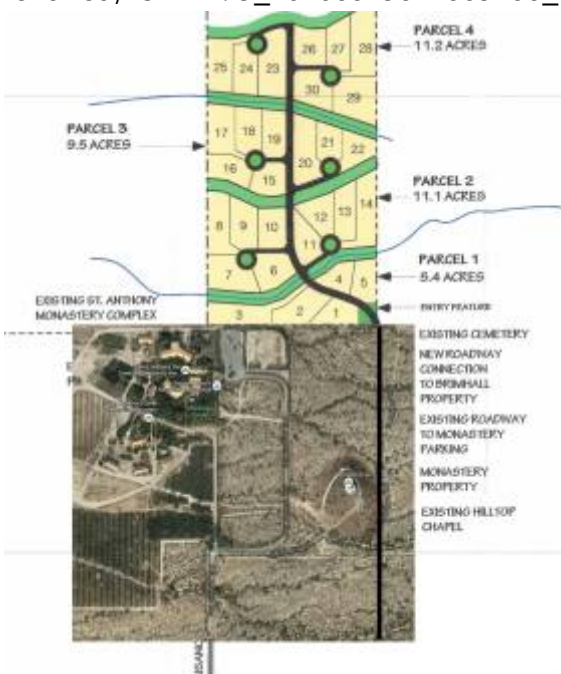 PARCEL 4
11.2 ACRES
26
27
28
25
24
23
30
29
PARCEL 3
9.5 ACRES
17
18
19
21
22
20
16
15
PARCEL 2
11.1 ACRES
14
13
12
8
9
10
11
PARCEL 1
5.4 ACRES
7
6
4
5
EXISTING ST. ANTHONY
MONASTERY COMPLEX
3
2
1
ENTRY FEATURE
EXISTING CEMETERY
NEW ROADWAY
CONNECTION
TO BRIMHALL
PROPERTY
EXISTING ROADWAY
TO MONASTERY
PARKING
MONASTERY
PROPERTY
EXISTING HILLTOP
CHAPEL